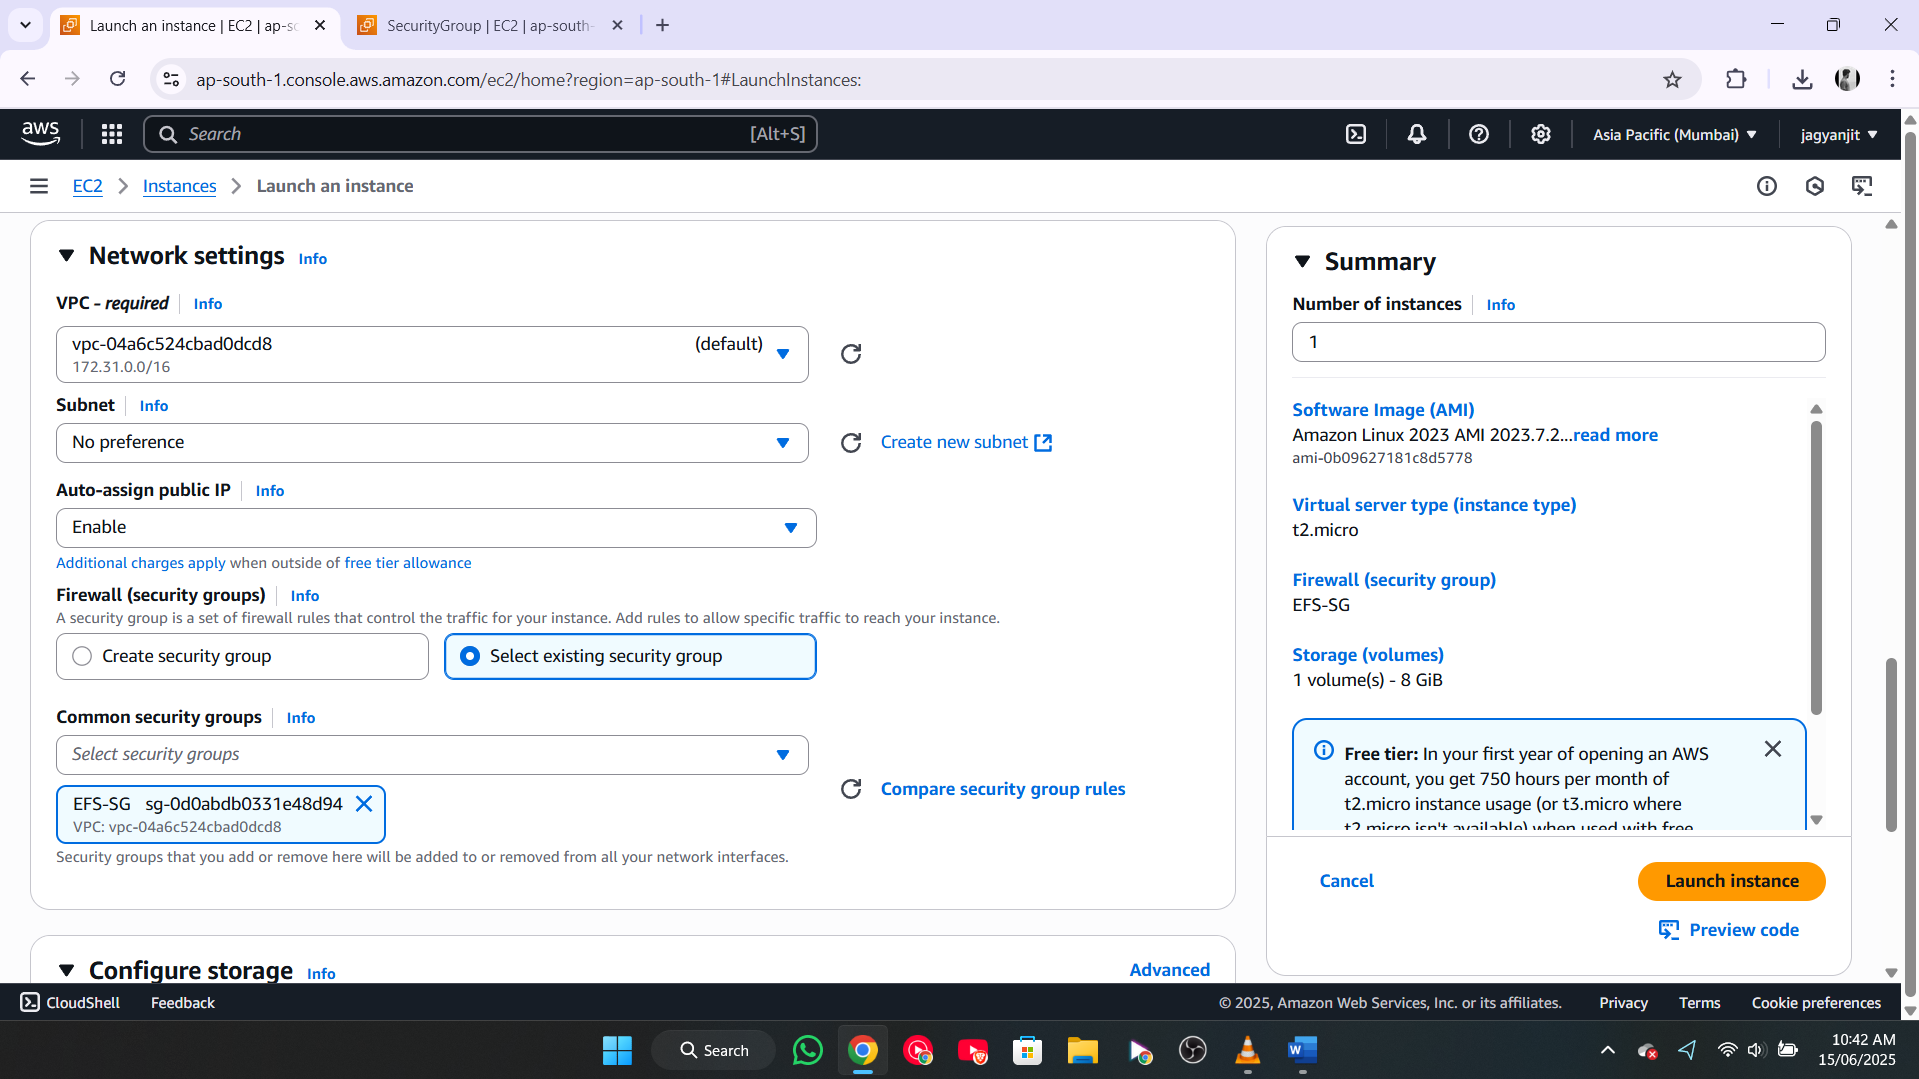 Launch an instance | EC2 | ap-sc
SecurityGroup | EC2 | ap-south-
ap-south-1.console.aws.amazon.com/ec2/home?region=ap-south-1#LaunchInstances:
aws
Search
[Alt+S]
Asia Pacific (Mumbai)
jagyanjit
EC2
Instances
Launch an instance
Network settings Info
VPC - required Info
vpc-04a6c524cbad0dcd8
(default)
172.31.0.0/16
Subnet Info
No preference
Create new subnet
Auto-assign public IP Info
Enable
Additional charges apply when outside of free tier allowance
Firewall (security groups) Info
A security group is a set of firewall rules that control the traffic for your instance. Add rules to allow specific traffic to reach your instance.
Create security group
Select existing security group
Common security groups Info
Select security groups
EFS-SG sg-0d0abdb0331e48d94
VPC: vpc-04a6c524cbad0dcd8
Compare security group rules
Security groups that you add or remove here will be added to or removed from all your network interfaces.
Configure storage Info
Advanced
Summary
Number of instances Info
1
Software Image (AMI)
Amazon Linux 2023 AMI 2023.7.2...read more
ami-0b09627181c8d5778
Virtual server type (instance type)
t2.micro
Firewall (security group)
EFS-SG
Storage (volumes)
1 volume(s) - 8 GiB
Free tier: In your first year of opening an AWS
account, you get 750 hours per month of
t2.micro instance usage (or t3.micro where
t2.micro isn't available) when used with free
Cancel
Launch instance
Preview code
CloudShell
Feedback
© 2025, Amazon Web Services, Inc. or its affiliates.
Privacy
Terms
Cookie preferences
Search
10:42 AM
15/06/2025